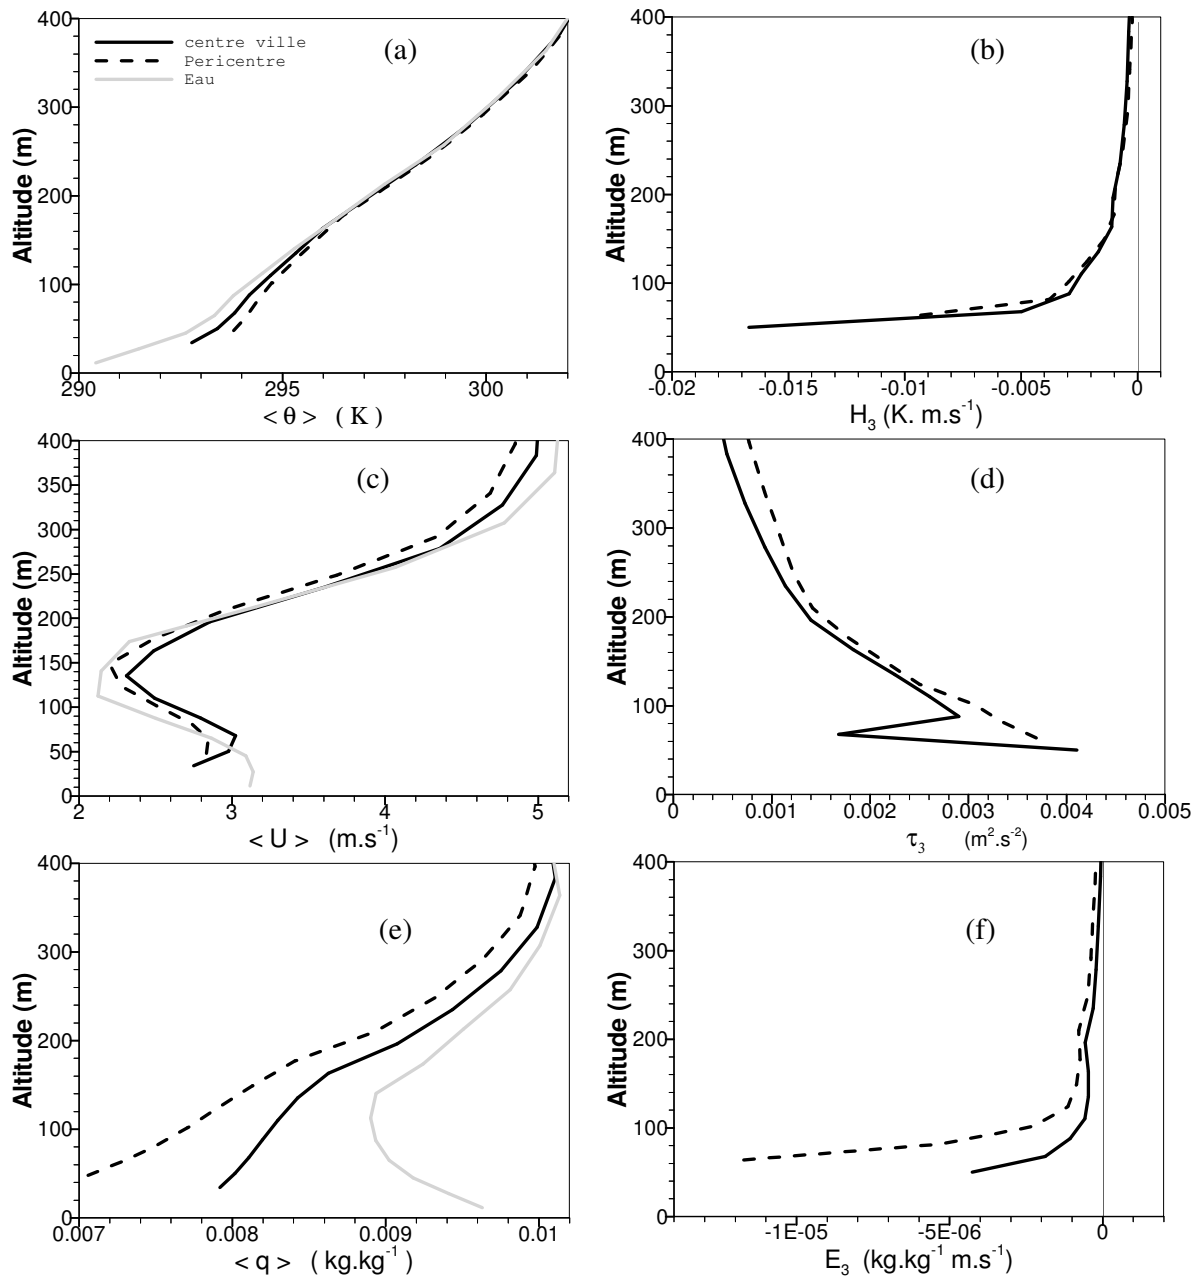 400
300
200
100
0
Altitude (m)
centre ville
Pericentre
Eau
(a)
290
295
300
< θ > ( K )
400
300
200
100
0
Altitude (m)
(b)
-0.02
-0.015
-0.01
-0.005
0
H3 (K. m.s-1)
400
350
300
250
200
150
100
50
0
Altitude (m)
(c)
2
3
4
5
< U > (m.s-1)
400
300
200
100
0
Altitude (m)
(d)
0
0.001
0.002
0.003
0.004
0.005
τ3 (m2.s-2)
400
300
200
100
0
Altitude (m)
(e)
0.007
0.008
0.009
0.01
< q > ( kg.kg-1 )
400
300
200
100
0
Altitude (m)
(f)
-1E-05
-5E-06
0
E3 (kg.kg-1 m.s-1)